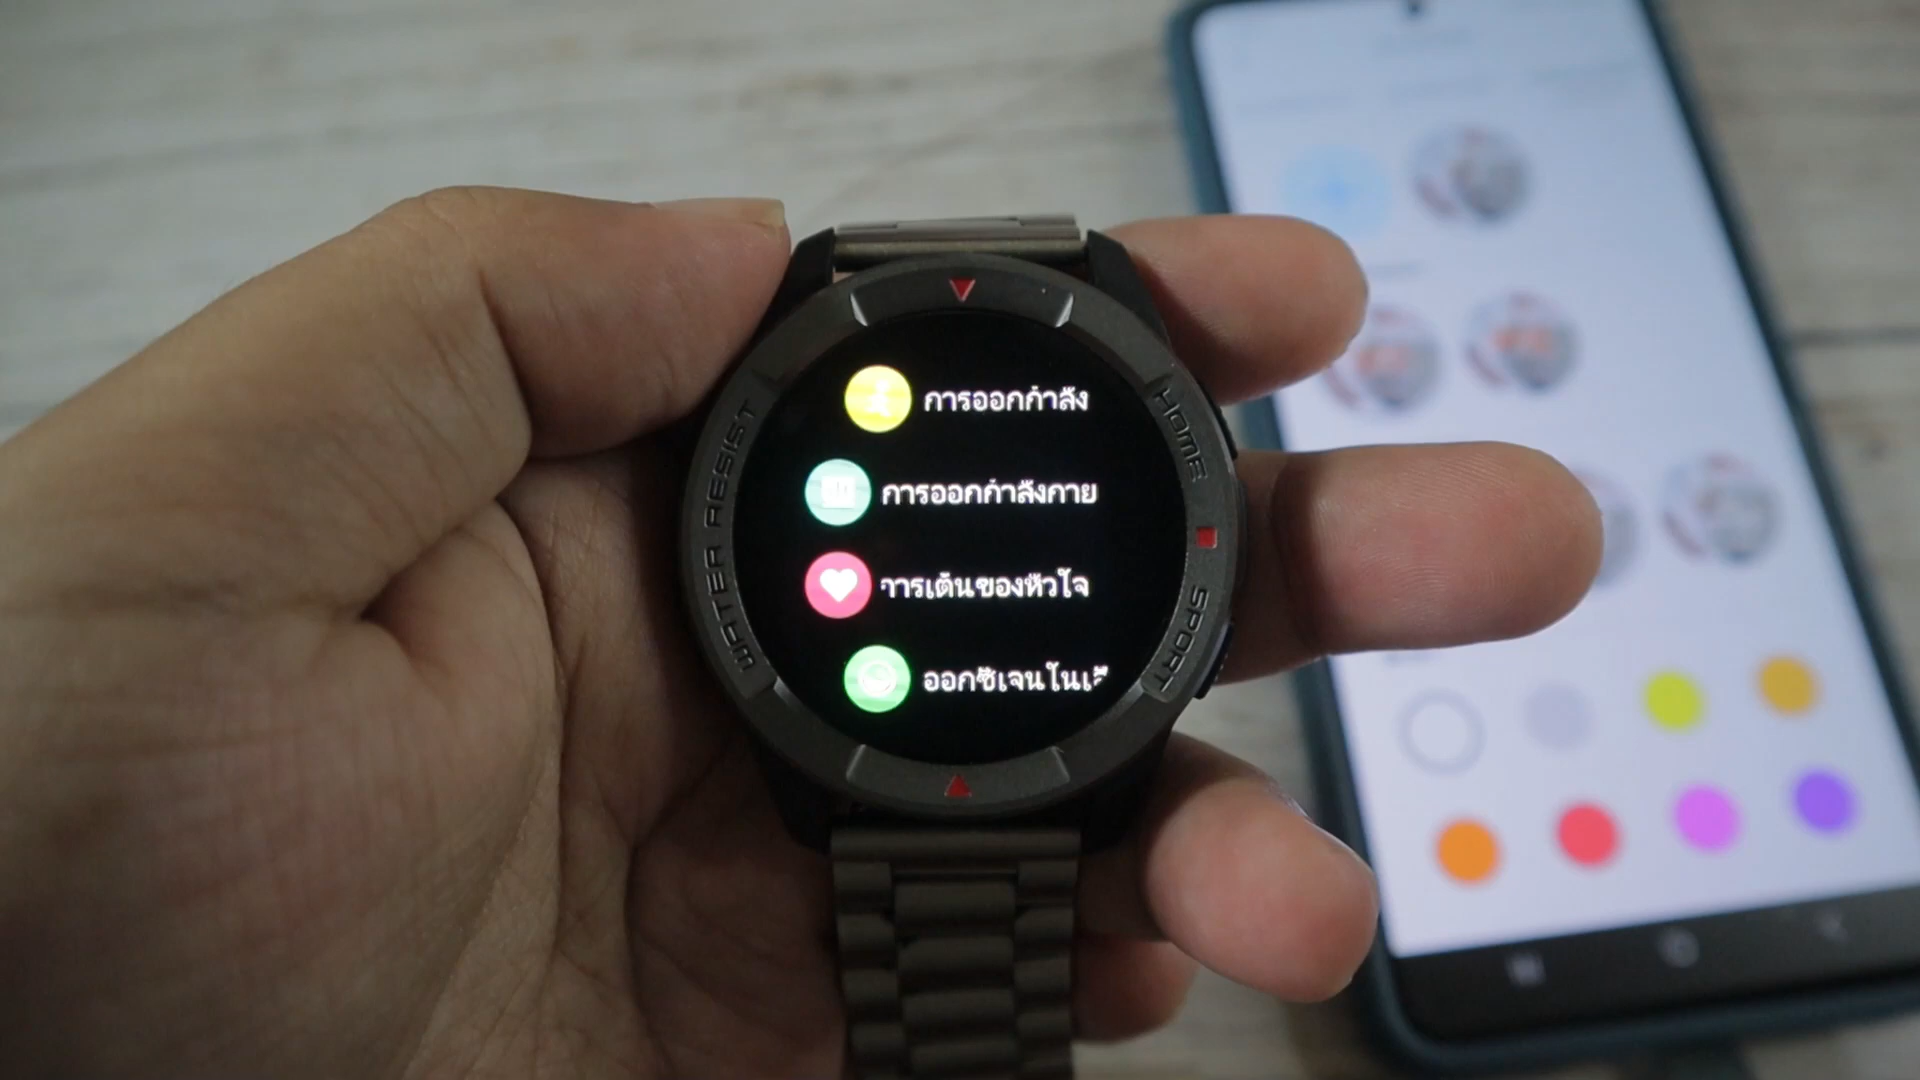 การออกกำลัง
การออกกำลังกาย
การเต้นของหัวใจ
ออกซิเจนในเลื
WATER RESIST
HOME
SPORT